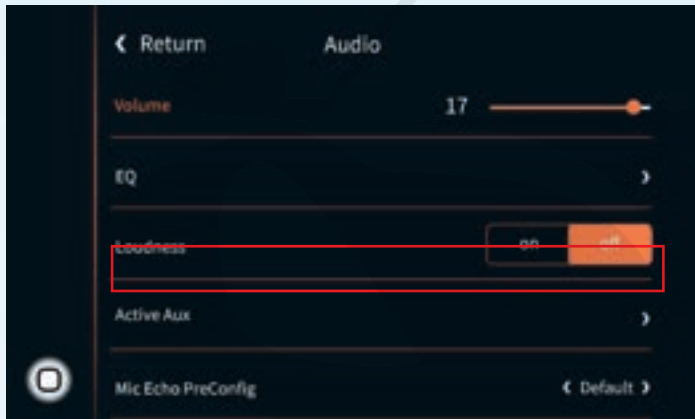 Return Audio
Volume 17
EQ
Loudness on off
Active Aux
Mic Echo PreConfig Default